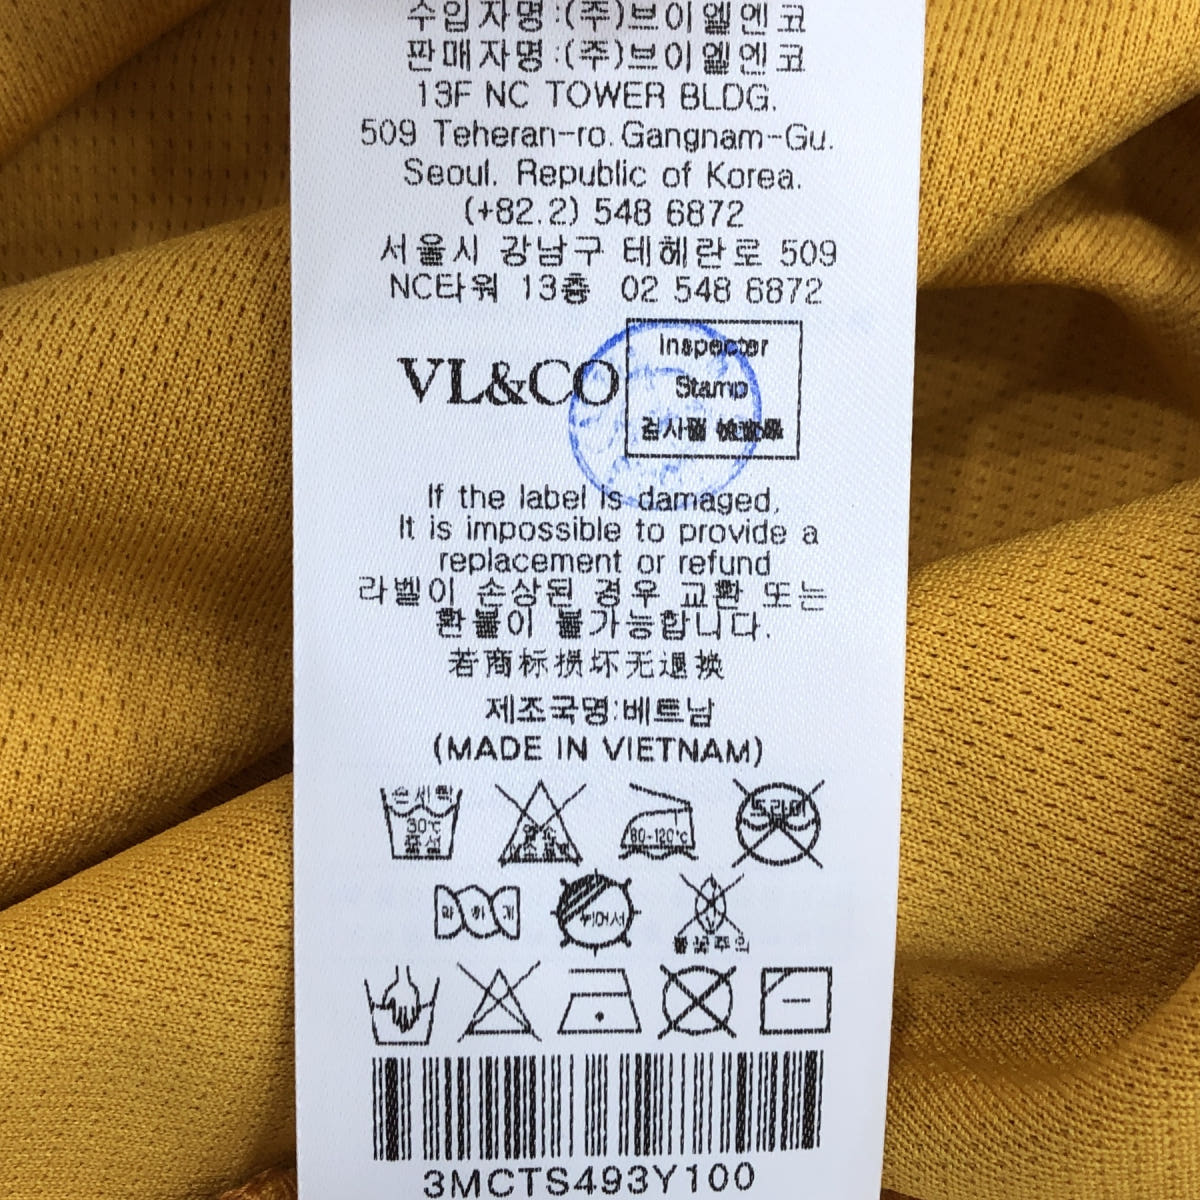 수입자명:(주)브이엘엔코
판매자명:(주)브이엘엔코
13F NC TOWER BLDG.
509 Teheran-ro. Gangnam-Gu.
Seoul. Republic of Korea.
(+82.2) 548 6872
서울시 강남구 테헤란로 509
NC타워 13층 02 548 6872
VL&CO
Inspector
Stamp
검사필
If the label is damaged.
It is impossible to provide a
replacement or refund
라벨이 손상된 경우 교환 또는
환불이 불가능합니다.
若商标损坏无退换
제조국명:베트남
(MADE IN VIETNAM)
손세탁
30℃
중성
80-120℃
드라이
약하게
뉘어서
3MCTS493Y100